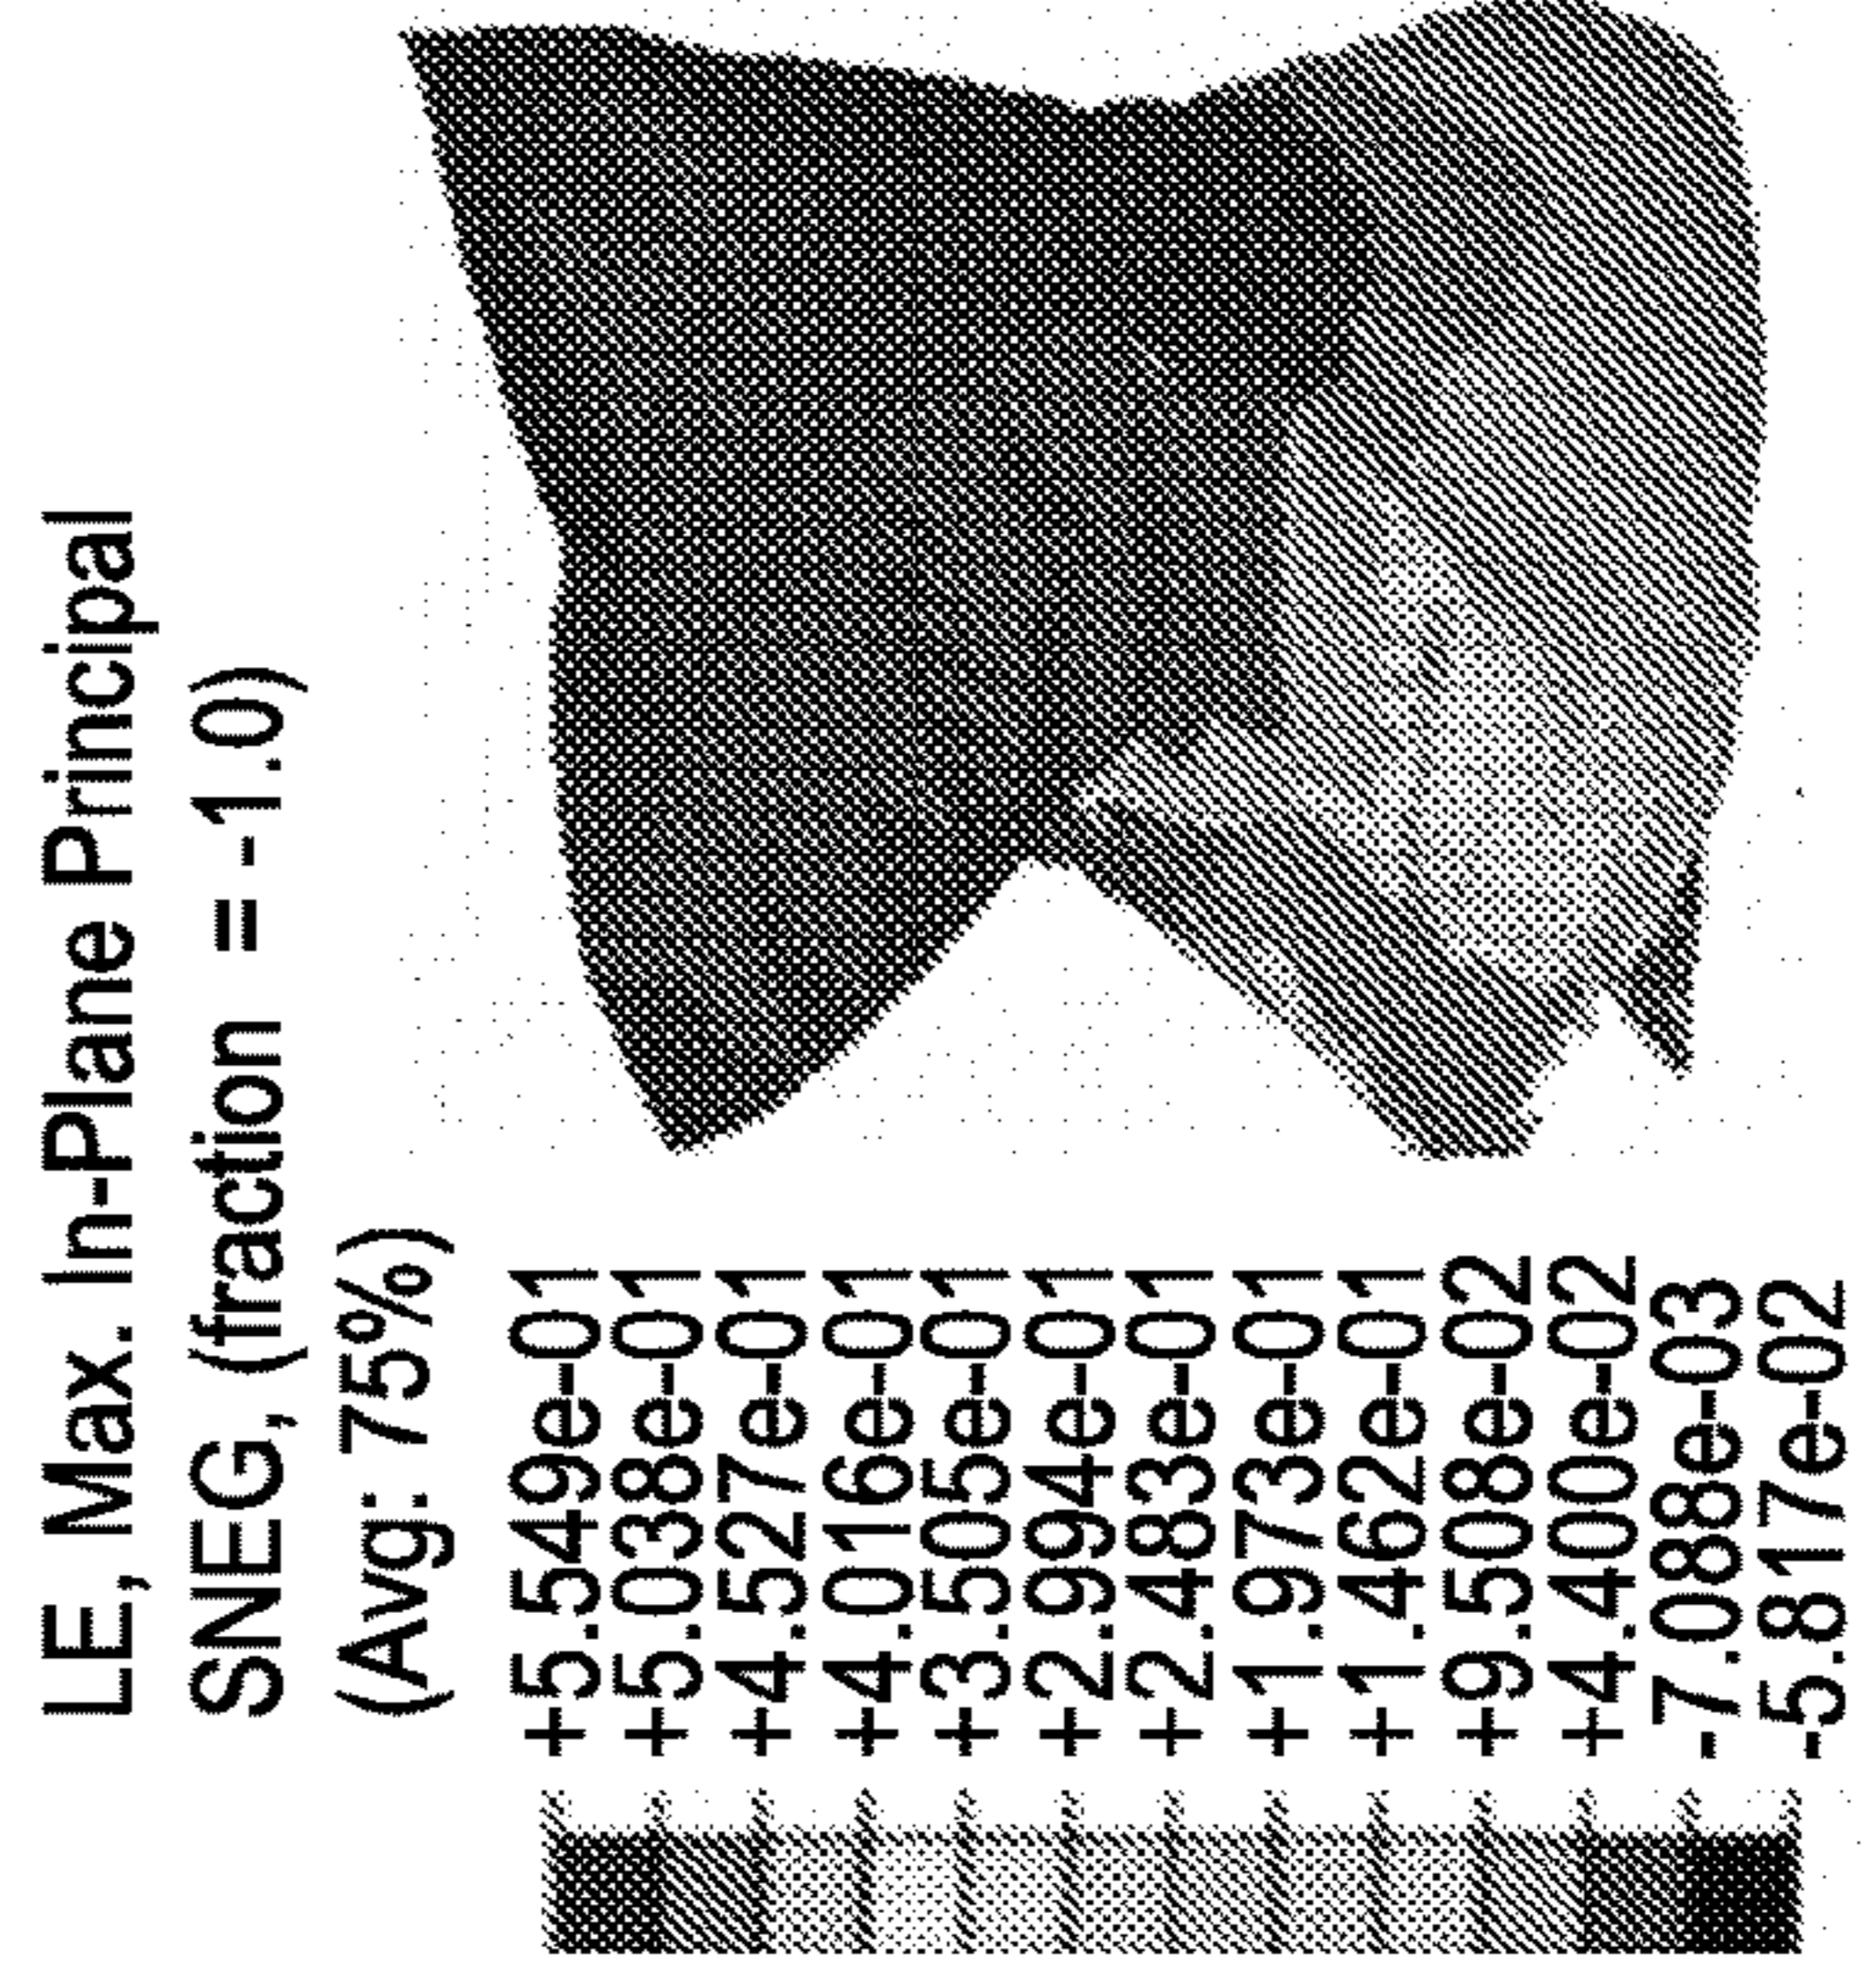 LE, Max. In-Plane Principal
SNEG, (fraction = -1.0)
(Avg: 75%)
+5.549e-01
+5.038e-01
+4.527e-01
+4.016e-01
+3.505e-01
+2.994e-01
+2.483e-01
+1.973e-01
+1.462e-01
+9.508e-02
+4.400e-02
-7.088e-03
-5.817e-02